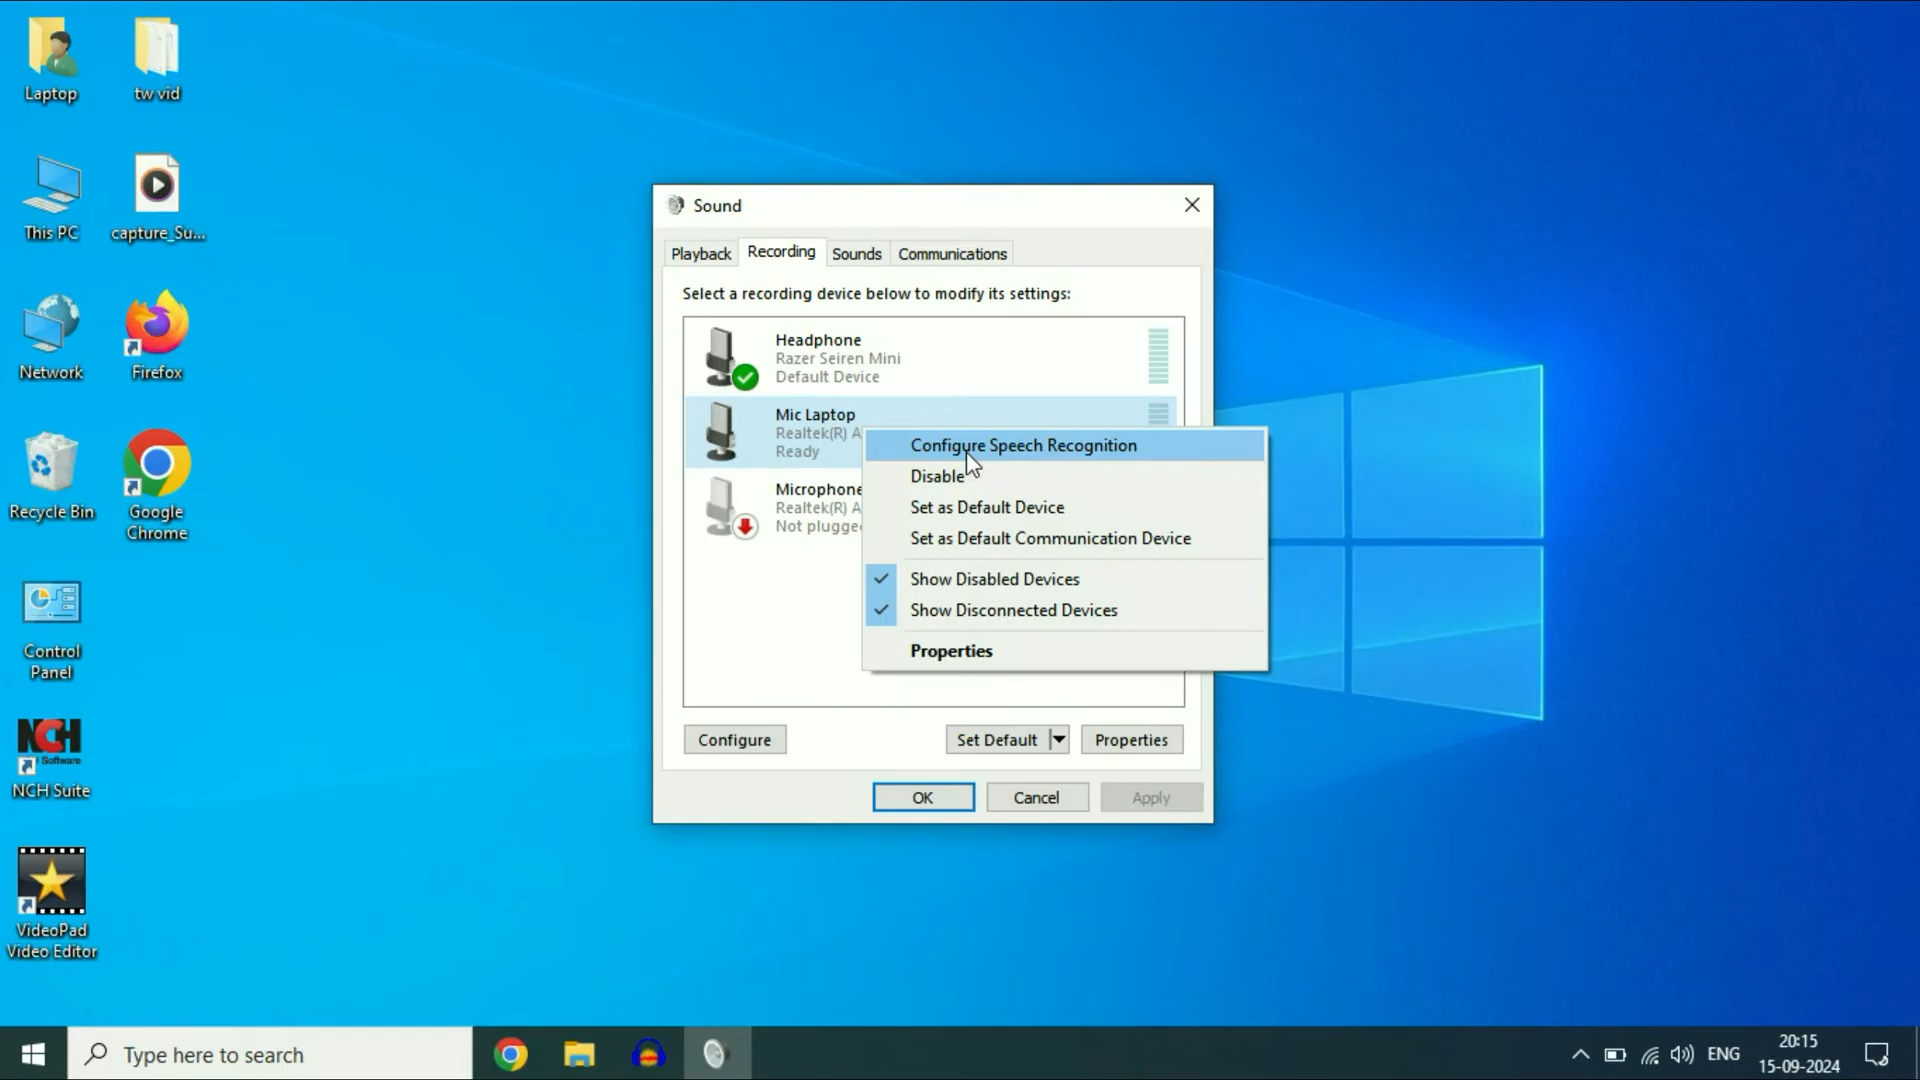 Laptop
tw vid
This PC
capture_Su...
Network
Firefox
Recycle Bin
Google
Chrome
Control
Panel
NCH
Software
NCH Suite
VideoPad
Video Editor
Sound
Playback
Recording
Sounds
Communications
Select a recording device below to modify its settings:
Headphone
Razer Seiren Mini
Default Device
Mic Laptop
Realtek(R) A
Ready
Microphone
Realtek(R) A
Not plugge
Configure Speech Recognition
Disable
Set as Default Device
Set as Default Communication Device
Show Disabled Devices
Show Disconnected Devices
Properties
Configure
Set Default
Properties
OK
Cancel
Apply
Type here to search
ENG
20:15
15-09-2024